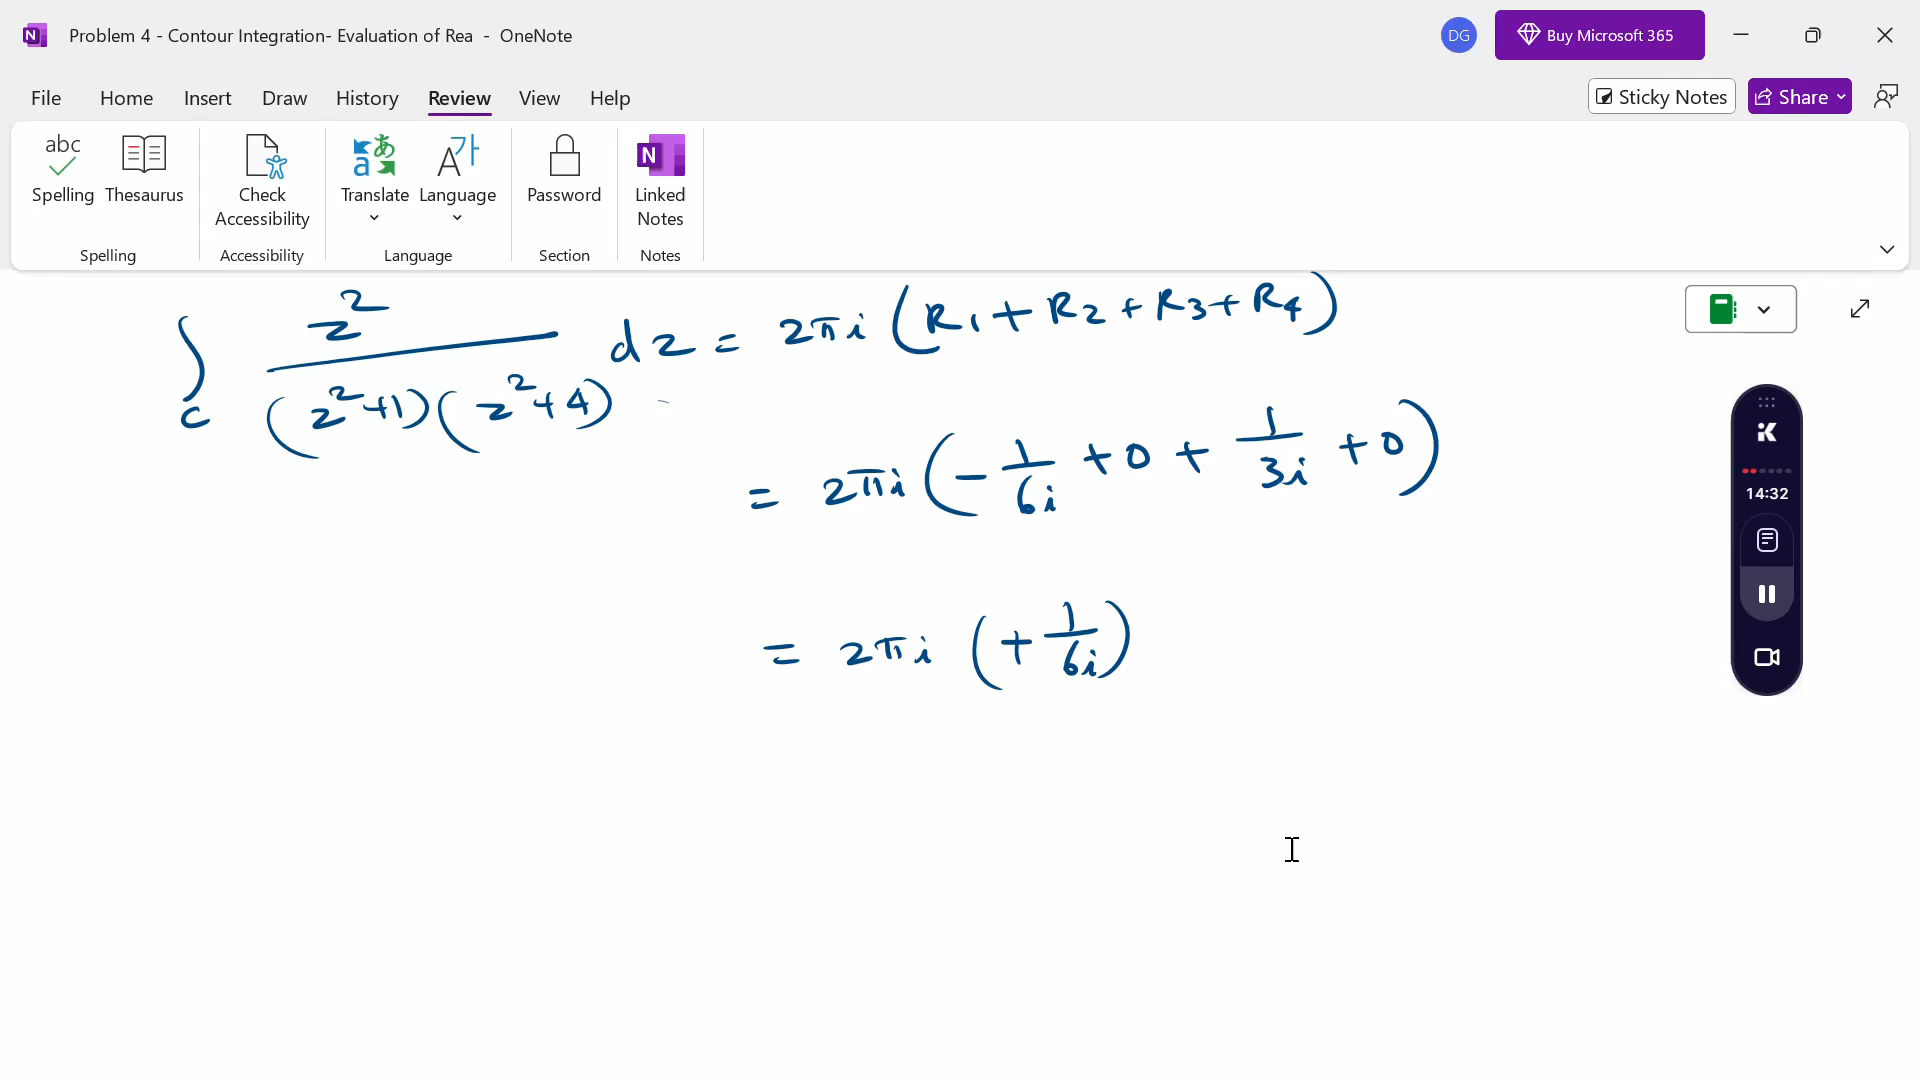 Problem 4 - Contour Integration- Evaluation of Rea - OneNote
DG
Buy Microsoft 365
File Home Insert Draw History Review View Help
Sticky Notes
Share
abc
Spelling Thesaurus Check Accessibility Translate Language Password Linked Notes
Spelling Accessibility Language Section Notes
∫_C z²/((z²+1)(z²+4)) dz = 2πi (R₁ + R₂ + R₃ + R₄)
= 2πi (-1/6i + 0 + 1/3i + 0)
= 2πi (+1/6i)
14:32